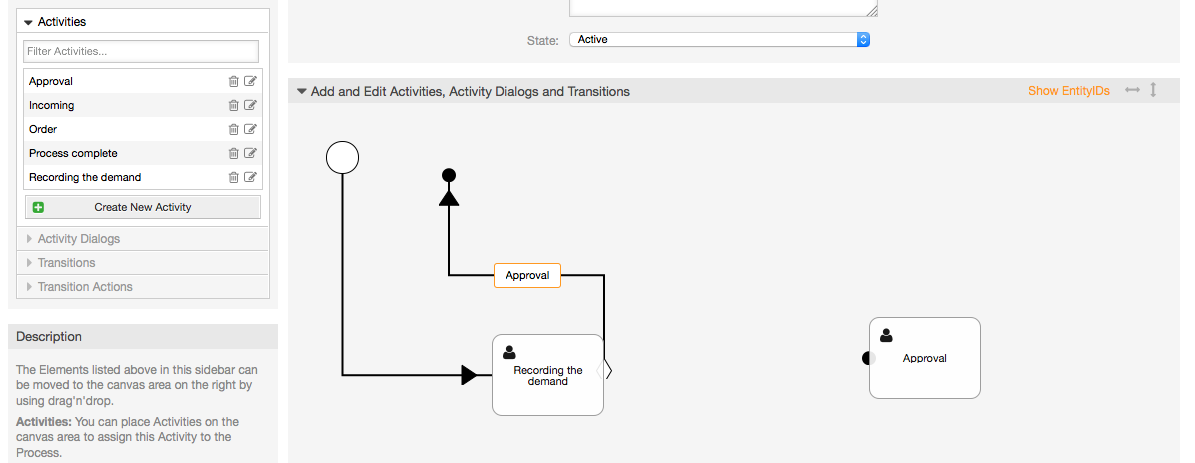 Activities
Filter Activities...
Approval
Incoming
Order
Process complete
Recording the demand
Create New Activity
Activity Dialogs
Transitions
Transition Actions
Description
The Elements listed above in this sidebar can
be moved to the canvas area on the right by
using drag'n'drop.
Activities: You can place Activities on the
canvas area to assign this Activity to the
Process.
State:
Active
Add and Edit Activities, Activity Dialogs and Transitions
Show EntityIDs
Approval
Recording the
demand
Approval